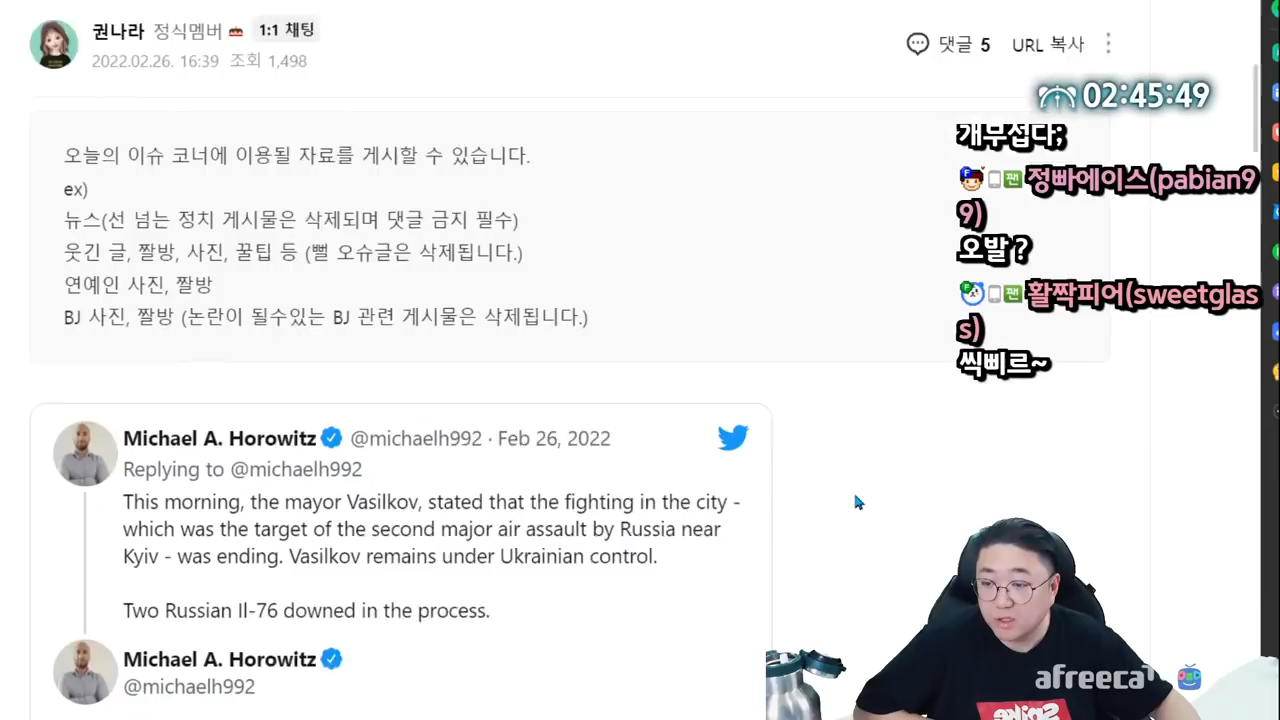 권나라 정식멤버 1:1 채팅
2022.02.26. 16:39 조회 1,498
댓글 5 URL 복사
02:45:49
오늘의 이슈 코너에 이용될 자료를 게시할 수 있습니다.
ex)
뉴스(선 넘는 정치 게시물은 삭제되며 댓글 금지 필수)
웃긴 글, 짤방, 사진, 꿀팁 등 (뻘 오슈글은 삭제됩니다.)
연예인 사진, 짤방
BJ 사진, 짤방 (논란이 될수있는 BJ 관련 게시물은 삭제됩니다.)
개무섭다;
F 팬 정빠에이스(pabian9
9)
오발?
F 팬 활짝피어(sweetglas
s)
씩삐르~
Michael A. Horowitz @michaelh992 · Feb 26, 2022
Replying to @michaelh992
This morning, the mayor Vasilkov, stated that the fighting in the city -
which was the target of the second major air assault by Russia near
Kyiv - was ending. Vasilkov remains under Ukrainian control.
Two Russian Il-76 downed in the process.
Michael A. Horowitz
@michaelh992
afreecaTV